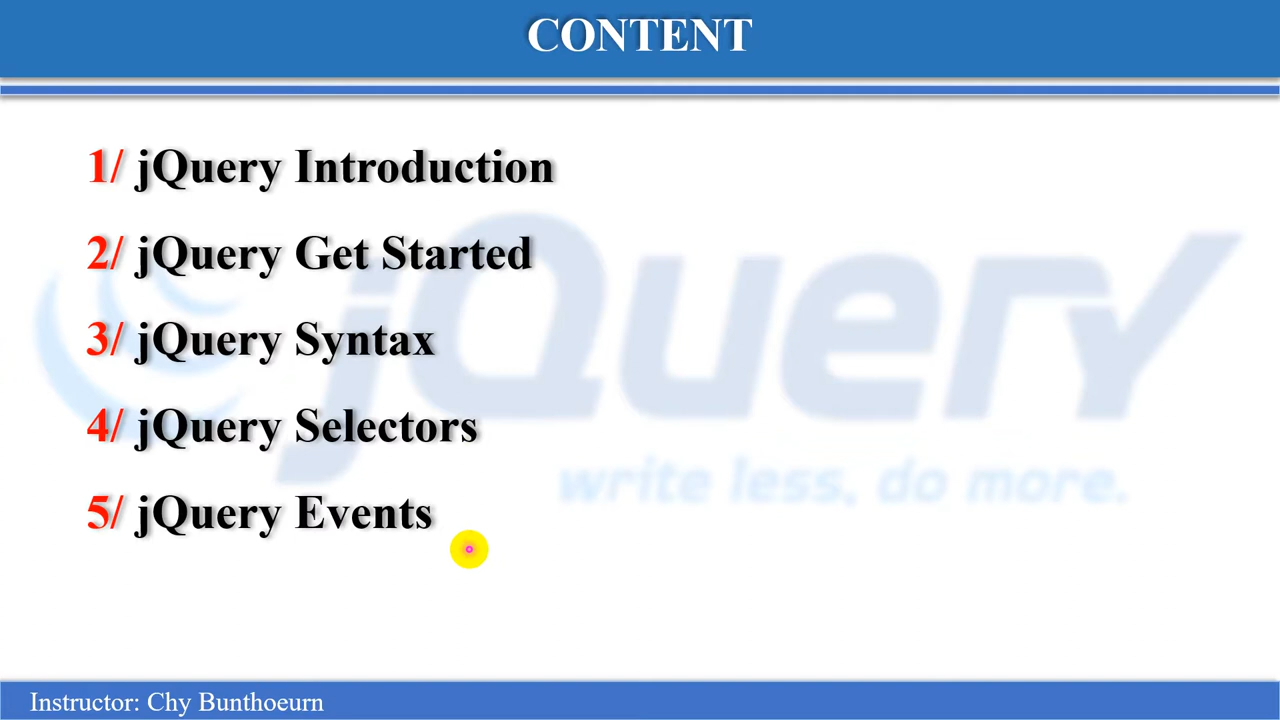 CONTENT
1/ jQuery Introduction
2/ jQuery Get Started
3/ jQuery Syntax
4/ jQuery Selectors
5/ jQuery Events
jQuery
write less, do more.
Instructor: Chy Bunthoeurn